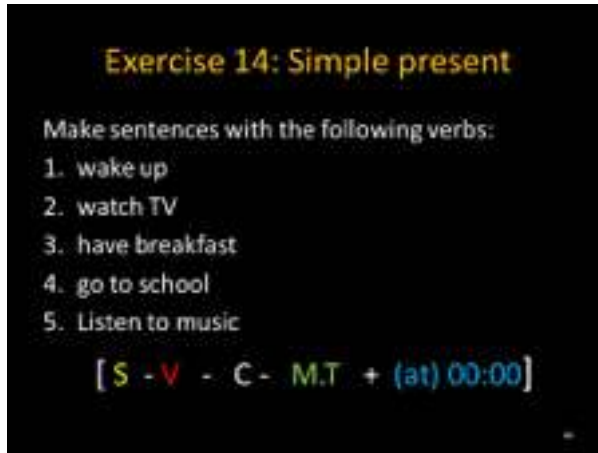 Exercise 14: Simple present
Make sentences with the following verbs:
1. wake up
2. watch TV
3. have breakfast
4. go to school
5. Listen to music
[ S - V - C - M.T + (at) 00:00]